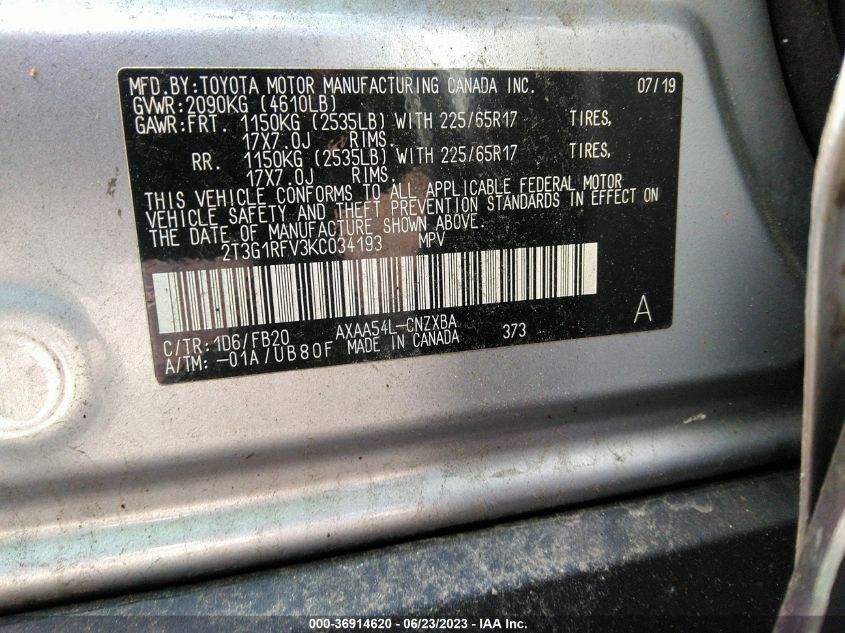 MFD.BY:TOYOTA MOTOR MANUFACTURING CANADA INC. 07/19
GVWR:2090KG (4610LB)
GAWR:FRT. 1150KG (2535LB) WITH 225/65R17 TIRES,
17X7.0J RIMS.
RR. 1150KG (2535LB) WITH 225/65R17 TIRES,
17X7.0J RIMS.
THIS VEHICLE CONFORMS TO ALL APPLICABLE FEDERAL MOTOR
VEHICLE SAFETY AND THEFT PREVENTION STANDARDS IN EFFECT ON
THE DATE OF MANUFACTURE SHOWN ABOVE.
2T3G1RFV3KC034193 MPV
A
C/TR:1D6/FB20 AXAA54L-CNZXBA
A/TM:-01A/UB80F MADE IN CANADA 373
000-36914620 - 06/23/2023 - IAA Inc.